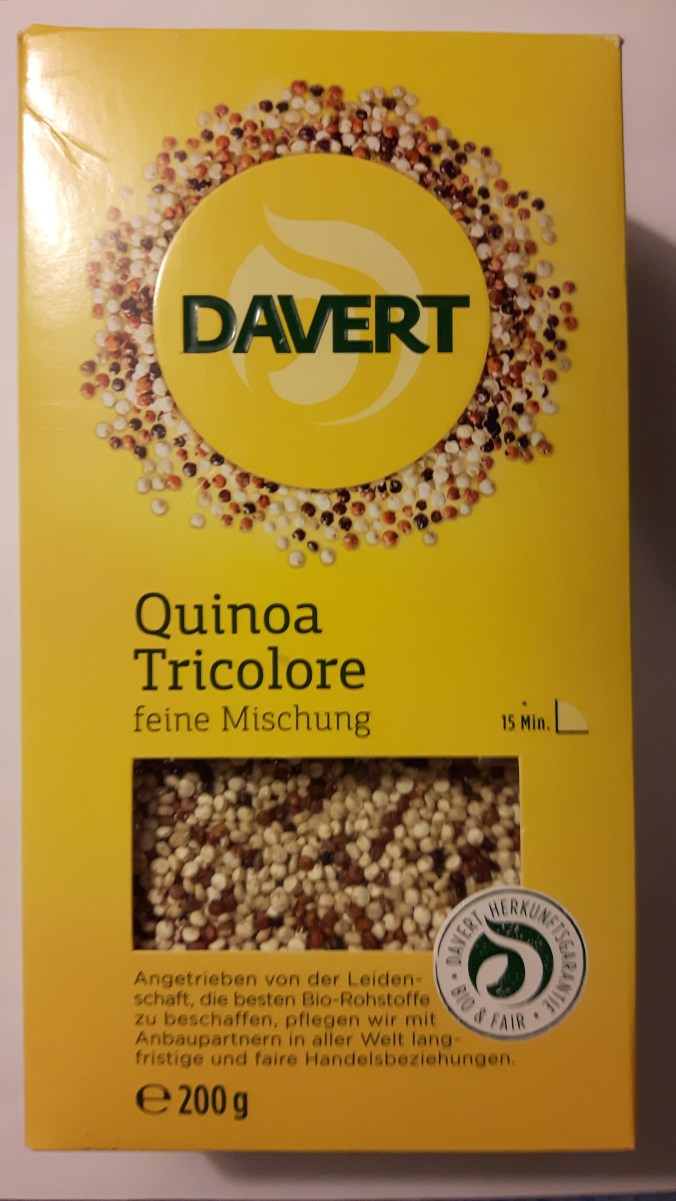 DAVERT
Quinoa
Tricolore
feine Mischung
15 Min.
Angetrieben von der Leiden-
schaft, die besten Bio-Rohstoffe
zu beschaffen, pflegen wir mit
Anbaupartnern in aller Welt lang-
fristige und faire Handelsbeziehungen.
DAVERT HERKUNFTSGARANTIE
• BIO & FAIR •
℮ 200 g